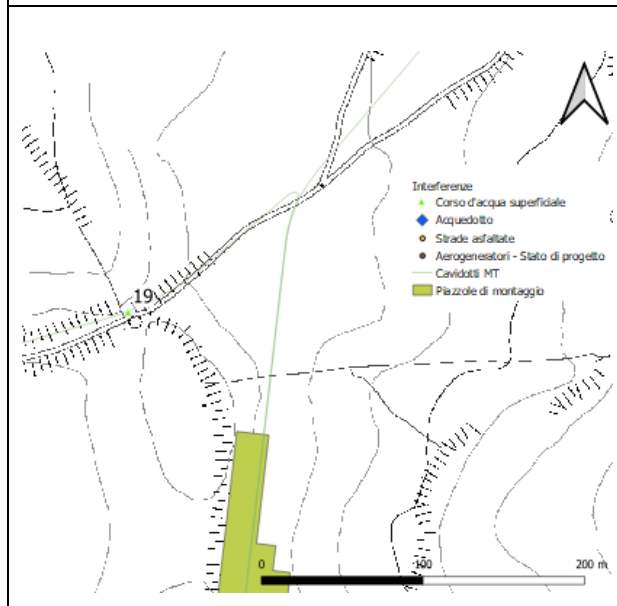 Interferenze
Corso d'acqua superficiale
Acquedotto
Strade asfaltate
Aerogeneratori - Stato di progetto
Cavidotti MT
Piazzole di montaggio
19
0 100 200 m